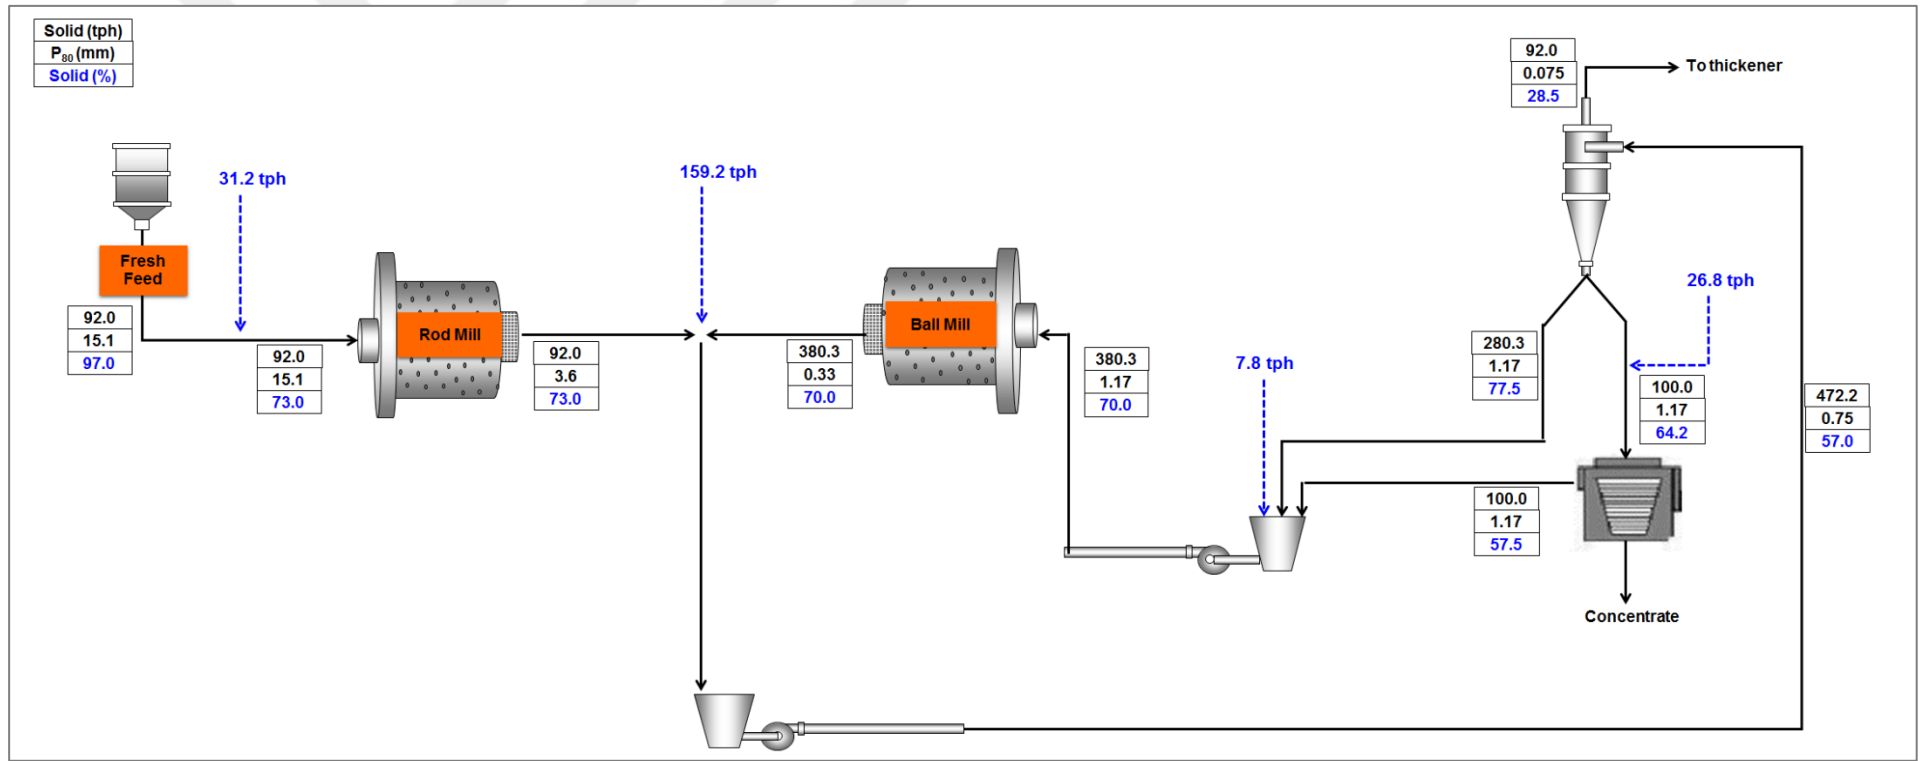 Solid (tph)
P80 (mm)
Solid (%)
92.0
0.075
28.5
To thickener
31.2 tph
159.2 tph
Fresh
Feed
92.0
15.1
97.0
92.0
15.1
73.0
Rod Mill
92.0
3.6
73.0
380.3
0.33
70.0
Ball Mill
380.3
1.17
70.0
7.8 tph
280.3
1.17
77.5
26.8 tph
100.0
1.17
64.2
472.2
0.75
57.0
100.0
1.17
57.5
Concentrate